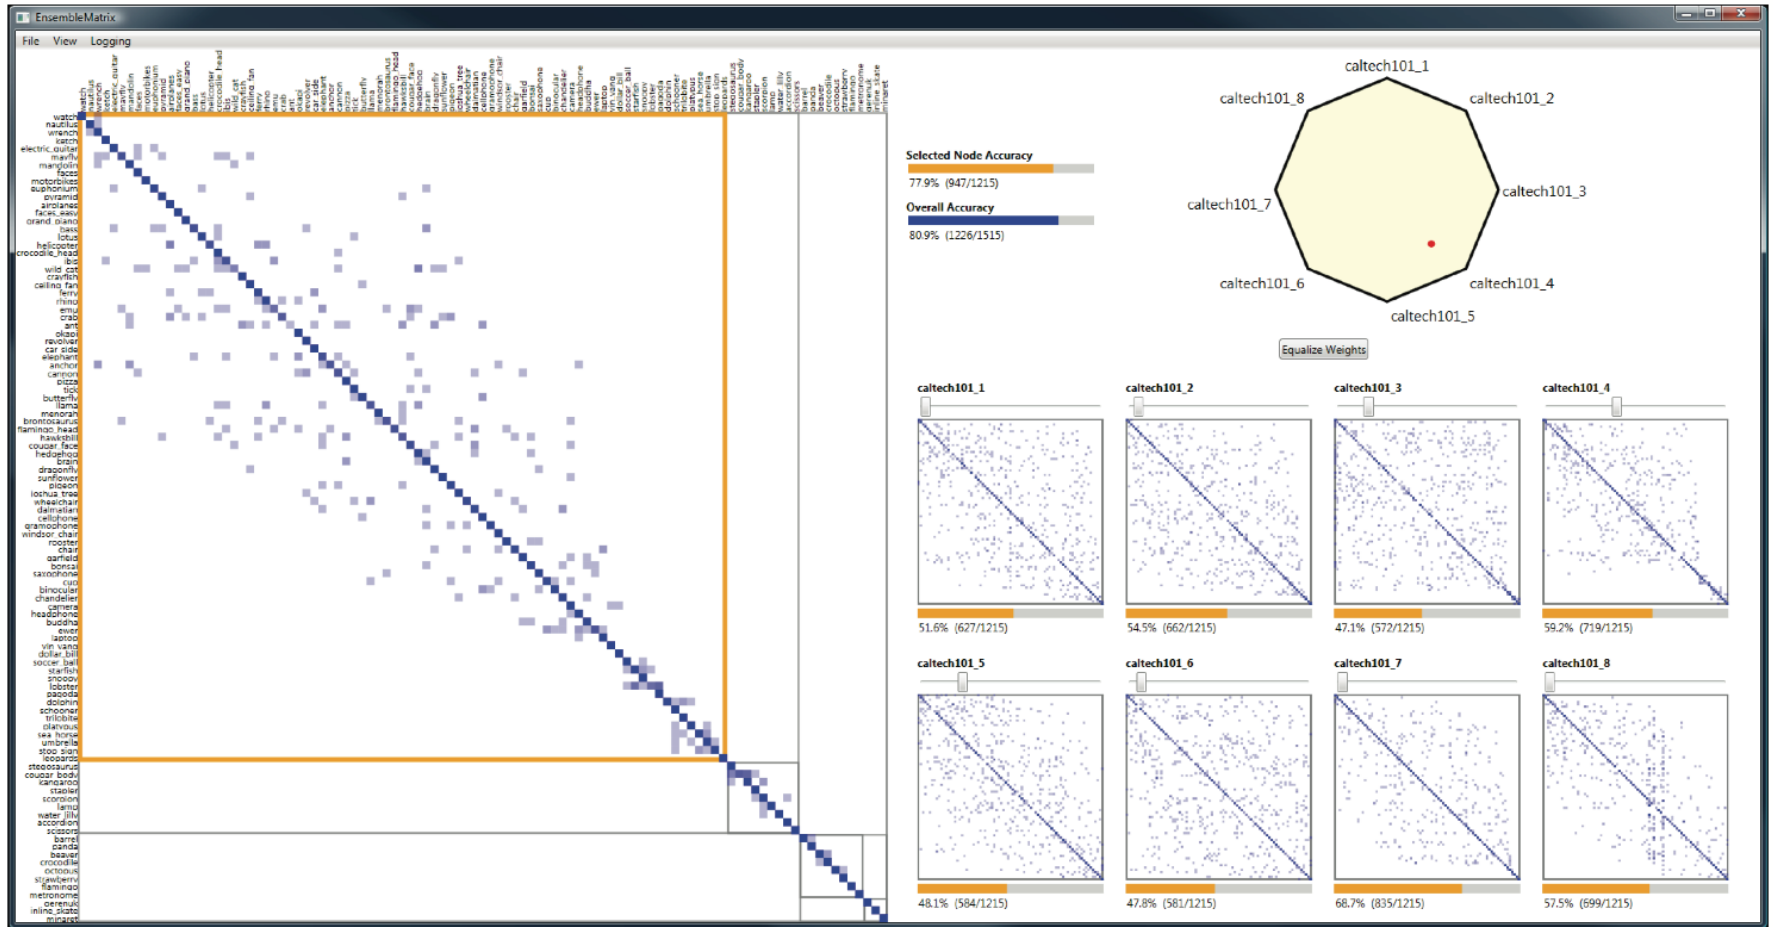 EnsembleMatrix
File View Logging
watch
nautilus
wrench
ketch
electric_guitar
mayfly
mandolin
faces
motorbikes
euphonium
pyramid
airplanes
faces_easy
grand_piano
bass
lotus
helicopter
crocodile_head
ibis
wild_cat
crayfish
ceiling_fan
ferry
rhino
emu
crab
ant
okapi
revolver
car_side
elephant
anchor
cannon
pizza
tick
butterfly
llama
menorah
brontosaurus
flamingo_head
hawksbill
cougar_face
hedgehog
brain
dragonfly
sunflower
pigeon
joshua_tree
wheelchair
dalmatian
cellphone
gramophone
windsor_chair
rooster
chair
garfield
bonsai
saxophone
cup
binocular
chandelier
camera
headphone
buddha
ewer
laptop
yin_yang
dollar_bill
soccer_ball
starfish
snoopy
lobster
pagoda
dolphin
schooner
trilobite
platypus
sea_horse
umbrella
stop_sign
leopards
stegosaurus
cougar_body
kangaroo
stapler
scorpion
lamp
water_lilly
accordion
scissors
barrel
panda
beaver
crocodile
octopus
strawberry
flamingo
metronome
gerenuk
inline_skate
minaret
Selected Node Accuracy
77.9% (947/1215)
Overall Accuracy
80.9% (1226/1515)
caltech101_1
caltech101_2
caltech101_3
caltech101_4
caltech101_5
caltech101_6
caltech101_7
caltech101_8
Equalize Weights
caltech101_1
51.6% (627/1215)
caltech101_2
54.5% (662/1215)
caltech101_3
47.1% (572/1215)
caltech101_4
59.2% (719/1215)
caltech101_5
48.1% (584/1215)
caltech101_6
47.8% (581/1215)
caltech101_7
68.7% (835/1215)
caltech101_8
57.5% (699/1215)